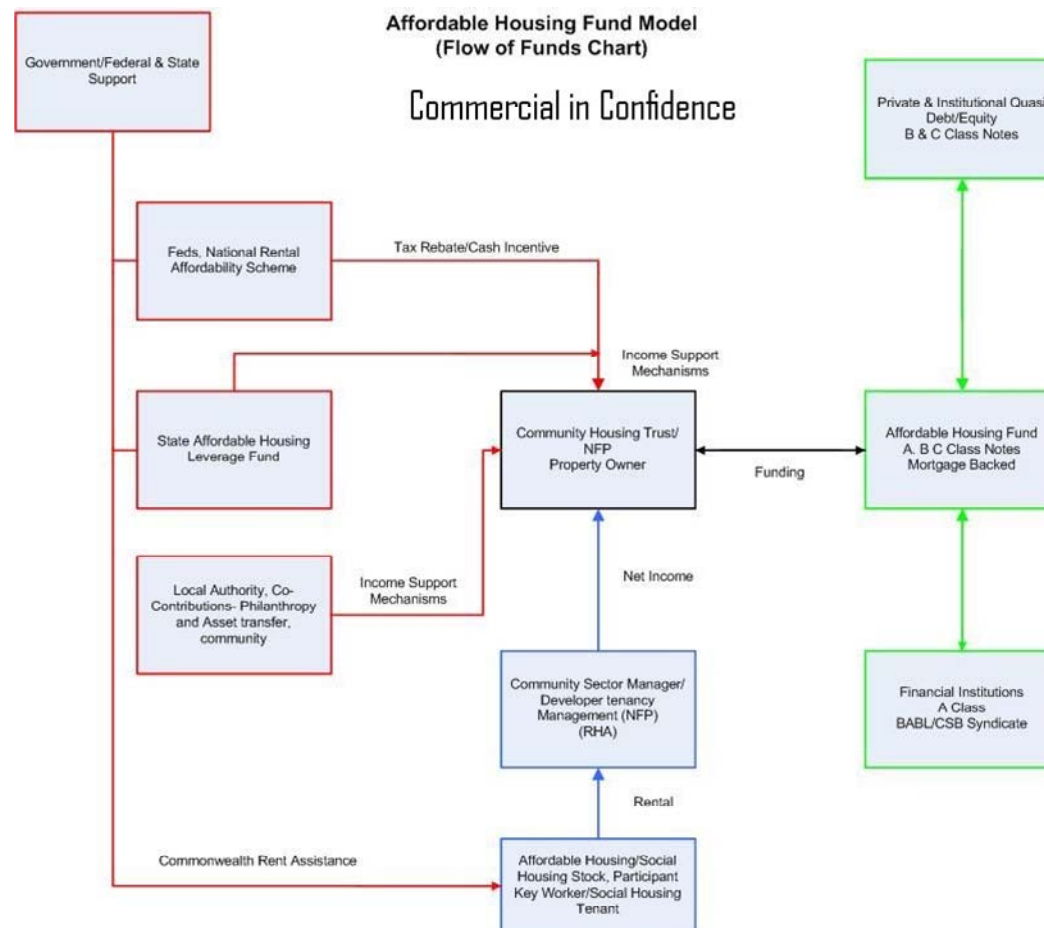 Affordable Housing Fund Model
(Flow of Funds Chart)
Commercial in Confidence
Government/Federal & State
Support
Private & Institutional Quasi
Debt/Equity
B & C Class Notes
Feds, National Rental
Affordability Scheme
Tax Rebate/Cash Incentive
Income Support
Mechanisms
State Affordable Housing
Leverage Fund
Community Housing Trust/
NFP
Property Owner
Funding
Affordable Housing Fund
A. B C Class Notes
Mortgage Backed
Local Authority, Co-
Contributions- Philanthropy
and Asset transfer,
community
Income Support
Mechanisms
Net Income
Community Sector Manager/
Developer tenancy
Management (NFP)
(RHA)
Financial Institutions
A Class
BABL/CSB Syndicate
Rental
Commonwealth Rent Assistance
Affordable Housing/Social
Housing Stock, Participant
Key Worker/Social Housing
Tenant